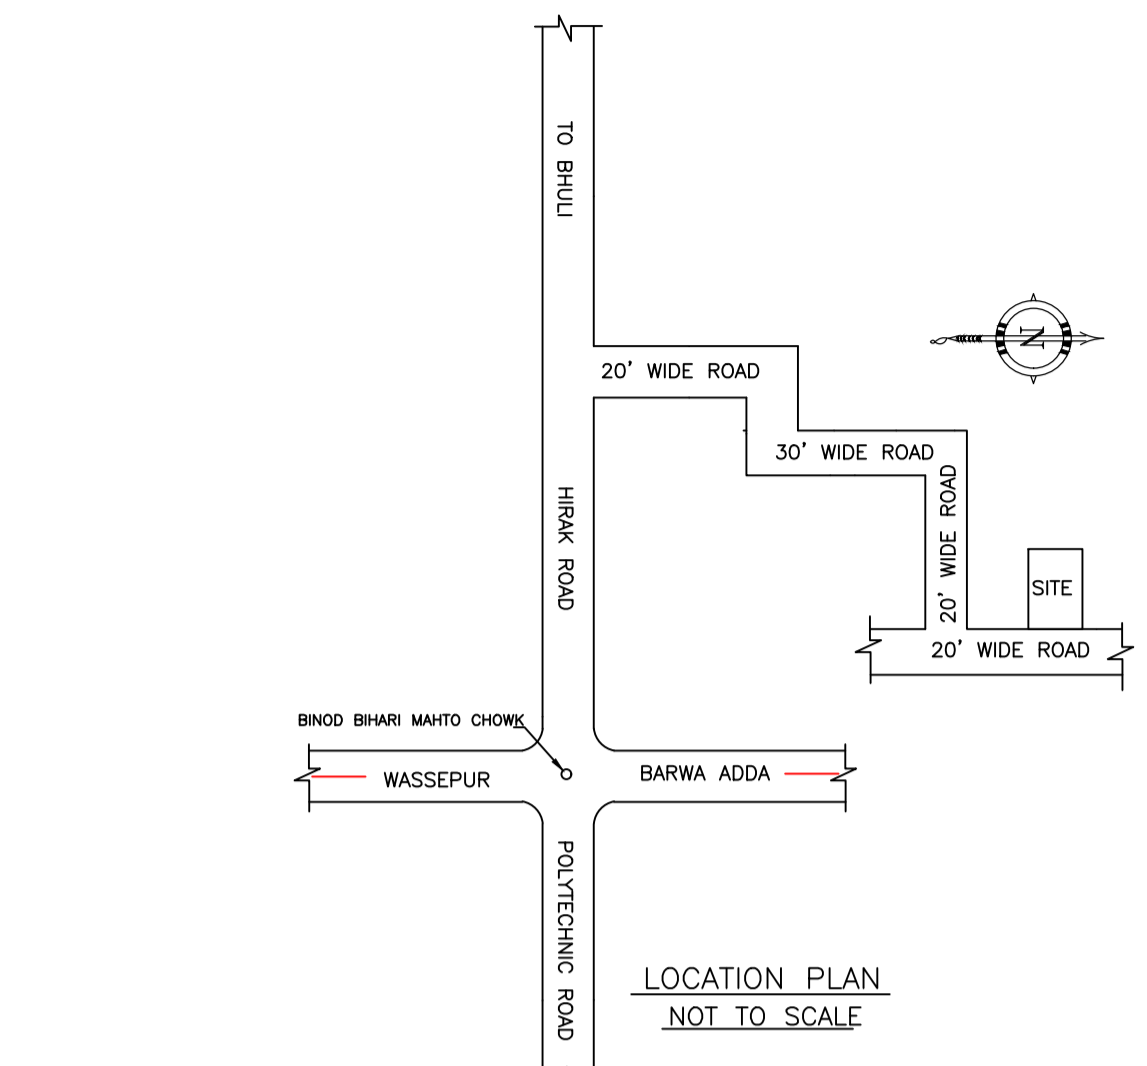 TO BHULI
N
20' WIDE ROAD
30' WIDE ROAD
20' WIDE ROAD
HIRAK ROAD
SITE
20' WIDE ROAD
BINOD BIHARI MAHTO CHOWK
WASSEPUR
BARWA ADDA
POLYTECHNIC ROAD
LOCATION PLAN
NOT TO SCALE